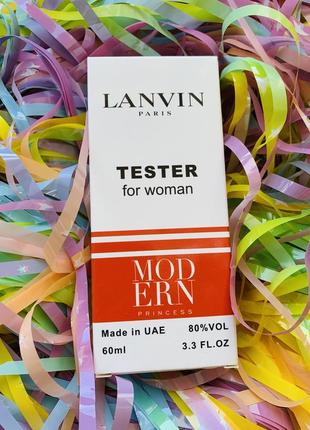 LANVIN
PARIS
TESTER
for woman
MOD
ERN
PRINCESS
Made in UAE 80%VOL
60ml 3.3 FL.OZ